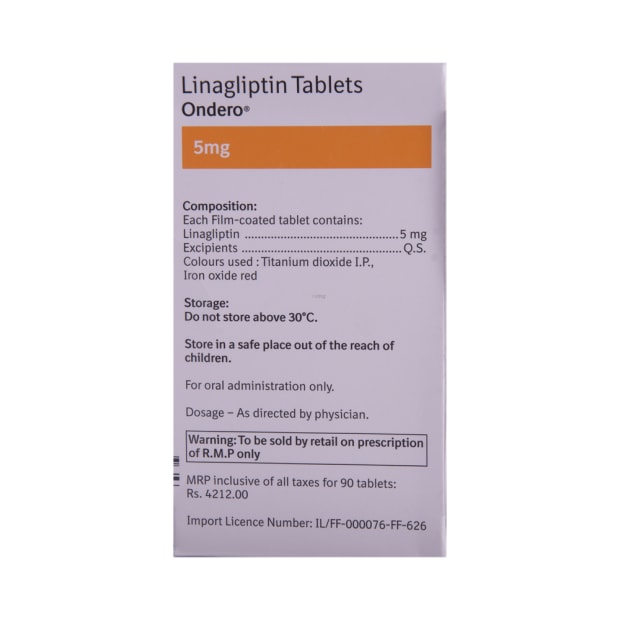 Linagliptin Tablets
Ondero®
5mg
Composition:
Each Film-coated tablet contains:
Linagliptin ........................................5 mg
Excipients ..........................................Q.S.
Colours used : Titanium dioxide I.P.,
Iron oxide red
Storage:
Do not store above 30°C.
Store in a safe place out of the reach of
children.
For oral administration only.
Dosage – As directed by physician.
Warning: To be sold by retail on prescription
of R.M.P only
MRP inclusive of all taxes for 90 tablets:
Rs. 4212.00
Import Licence Number: IL/FF-000076-FF-626